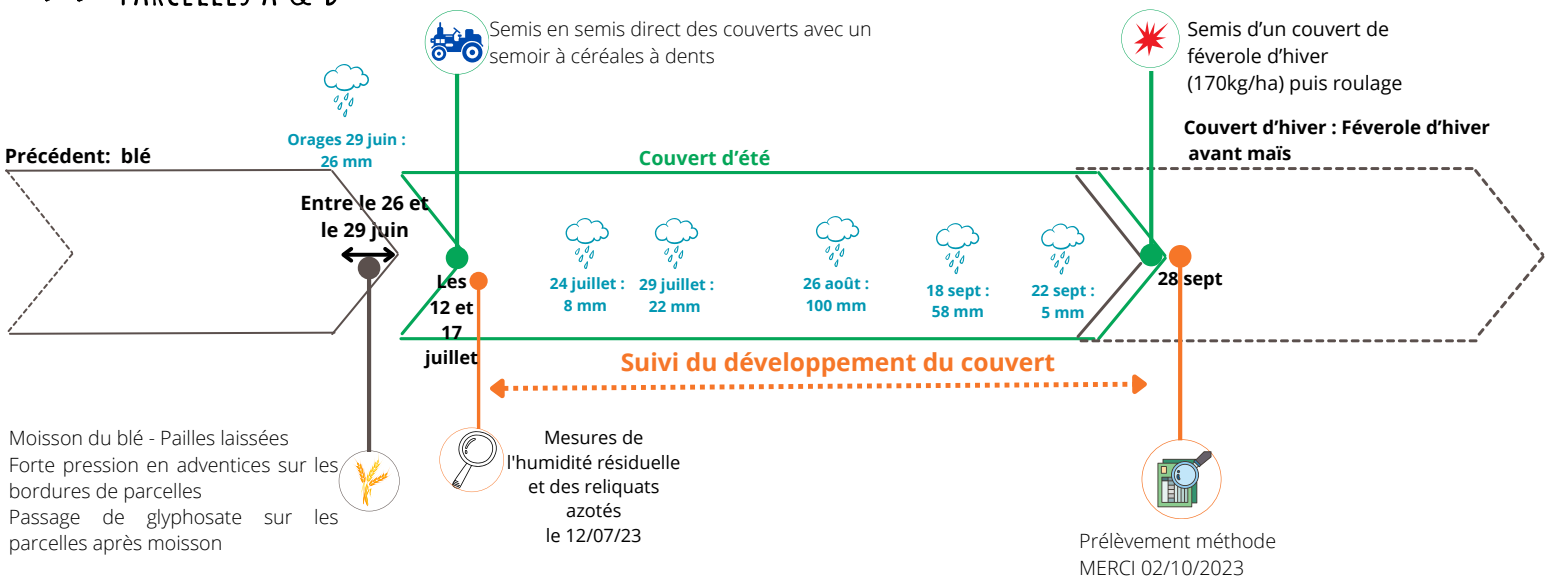 Semis en semis direct des couverts avec un
semoir à céréales à dents
Semis d'un couvert de
féverole d'hiver
(170kg/ha) puis roulage
Orages 29 juin :
26 mm
Précédent: blé
Couvert d'été
Couvert d'hiver : Féverole d'hiver
avant maïs
Entre le 26 et
le 29 juin
Les
12 et
17
juillet
24 juillet :
8 mm
29 juillet :
22 mm
26 août :
100 mm
18 sept :
58 mm
22 sept :
5 mm
28 sept
Suivi du développement du couvert
Moisson du blé - Pailles laissées
Forte pression en adventices sur les
bordures de parcelles
Passage de glyphosate sur les
parcelles après moisson
Mesures de
l'humidité résiduelle
et des reliquats
azotés
le 12/07/23
Prélèvement méthode
MERCI 02/10/2023